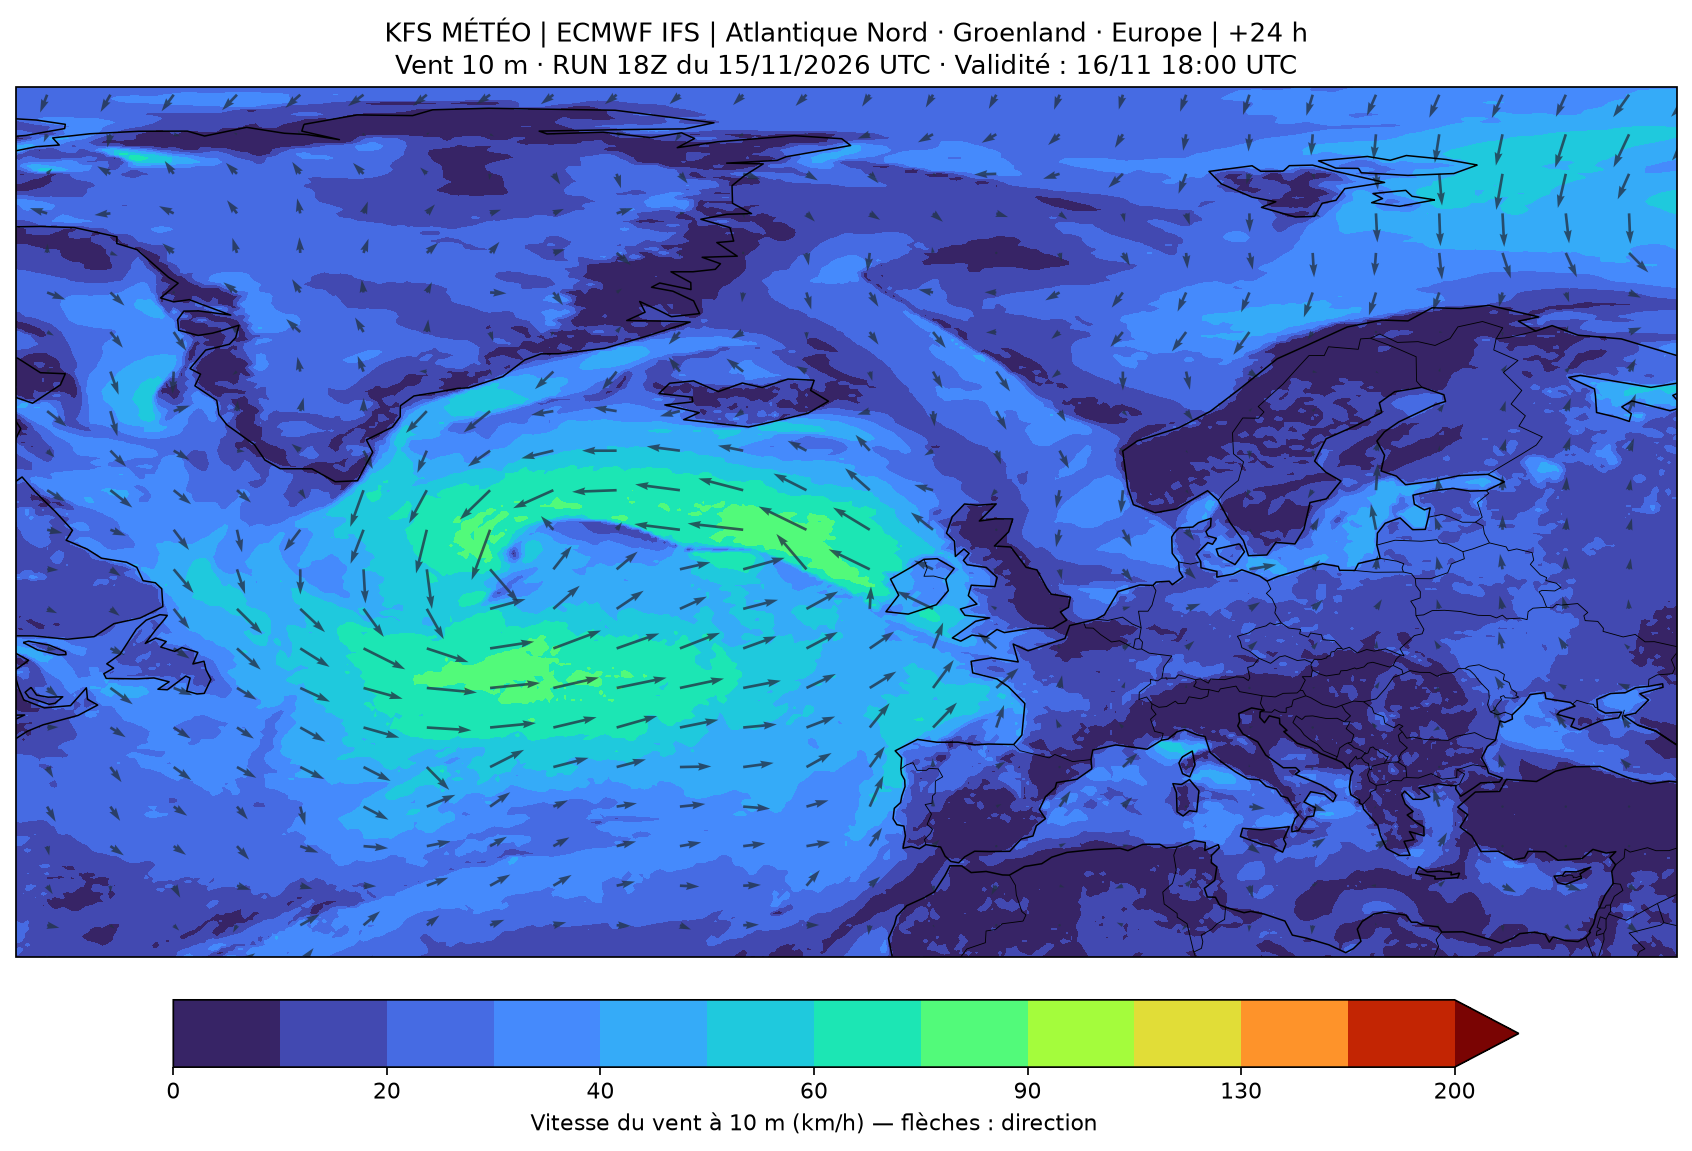 KFS MÉTÉO | ECMWF IFS | Atlantique Nord · Groenland · Europe | +24 h
Vent 10 m · RUN 18Z du 15/11/2026 UTC · Validité : 16/11 18:00 UTC
0 20 40 60 90 130 200
Vitesse du vent à 10 m (km/h) — flèches : direction